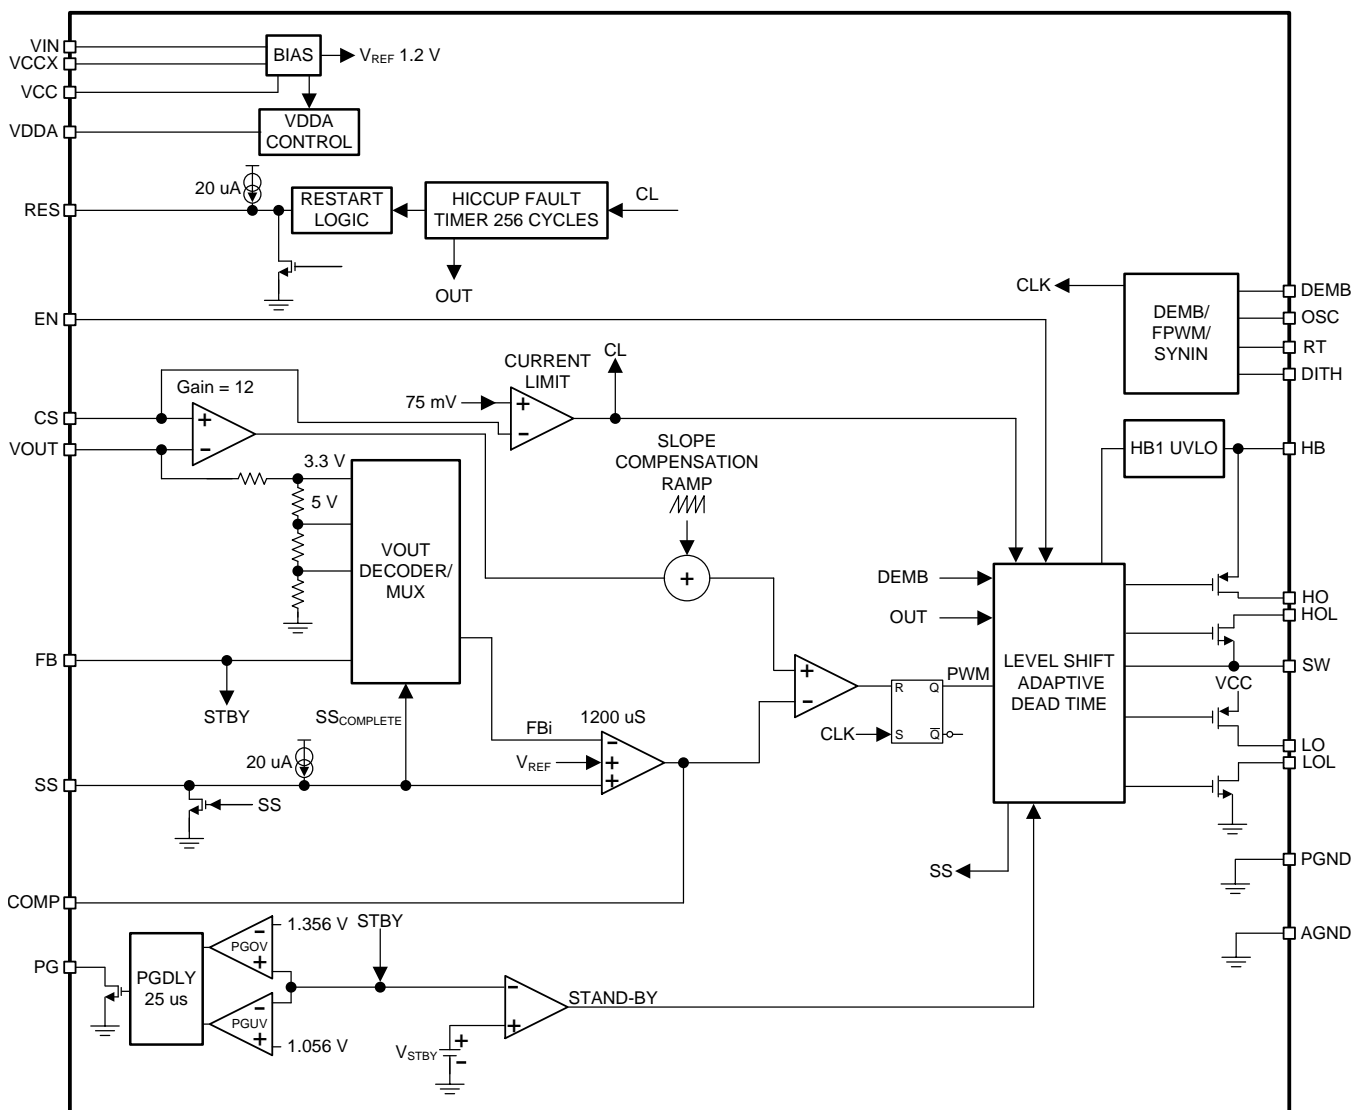 VIN
VCCX
VCC
VDDA
BIAS
V_REF 1.2 V
VDDA
CONTROL
20 uA
RES
RESTART
LOGIC
HICCUP FAULT
TIMER 256 CYCLES
CL
OUT
EN
CLK
DEMB/
FPWM/
SYNIN
DEMB
OSC
RT
DITH
CS
VOUT
Gain = 12
+
-
CURRENT
LIMIT
CL
75 mV
+
-
3.3 V
5 V
VOUT
DECODER/
MUX
SLOPE
COMPENSATION
RAMP
+
HB1 UVLO
HB
FB
STBY
SS_COMPLETE
DEMB
OUT
LEVEL SHIFT
ADAPTIVE
DEAD TIME
HO
HOL
SW
VCC
LO
LOL
+
-
R
Q
S
Q̅
PWM
CLK
1200 uS
FBi
V_REF
-
+
+
SS
20 uA
SS
SS
COMP
PGND
AGND
PG
PGDLY
25 us
-
PGOV
+
1.356 V
-
PGUV
+
1.056 V
STBY
-
+
STAND-BY
V_STBY
+
-